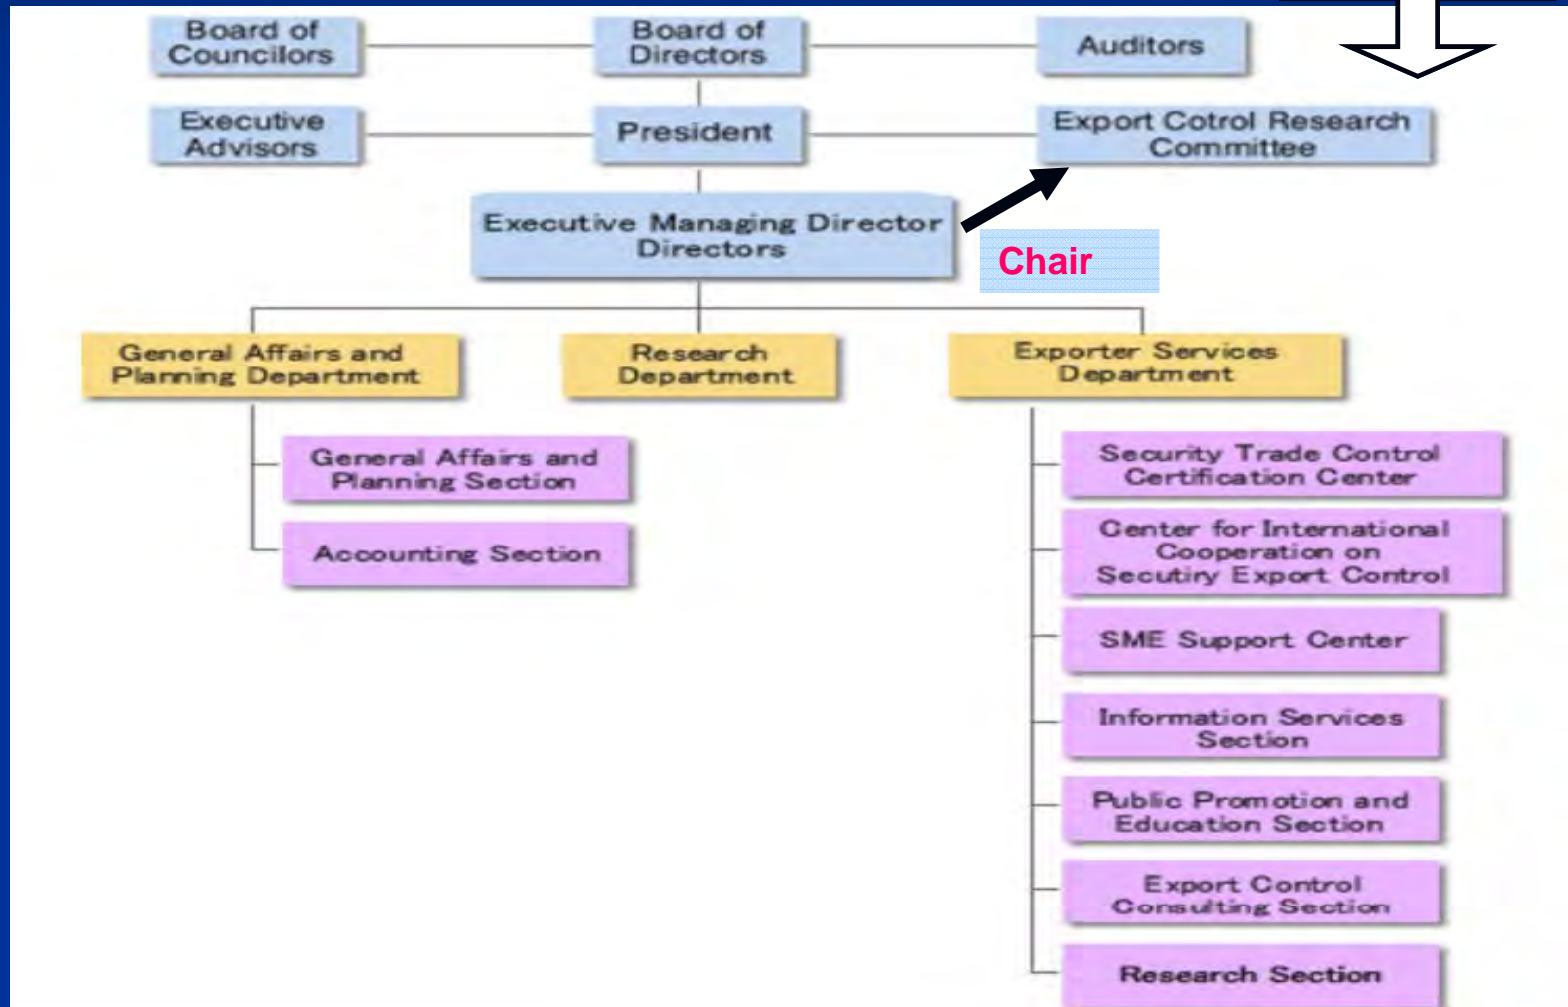 Board of
Councilors
Board of
Directors
Auditors
Executive
Advisors
President
Export Cotrol Research
Committee
Executive Managing Director
Directors
Chair
General Affairs and
Planning Department
Research
Department
Exporter Services
Department
General Affairs and
Planning Section
Accounting Section
Security Trade Control
Certification Center
Center for International
Cooperation on
Secutiry Export Control
SME Support Center
Information Services
Section
Public Promotion and
Education Section
Export Control
Consulting Section
Research Section